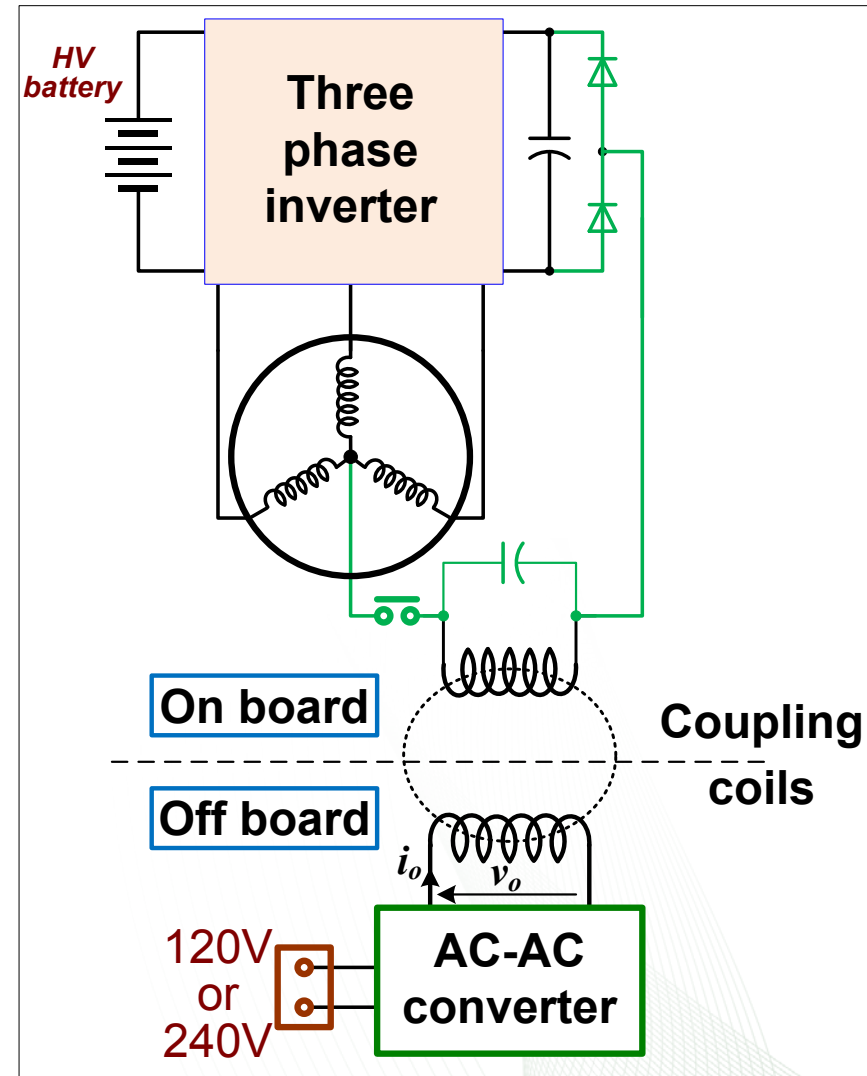 HV
battery
Three
phase
inverter
On board
Coupling
coils
Off board
io
vo
120V
or
240V
AC-AC
converter